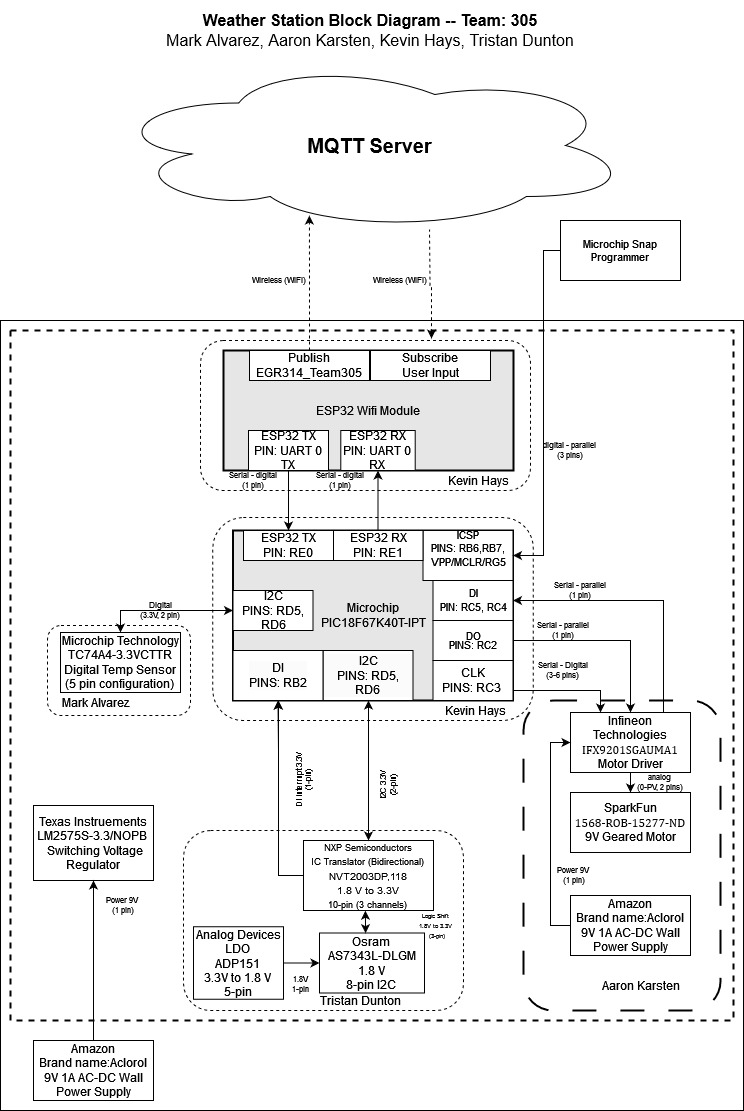 Weather Station Block Diagram -- Team: 305
Mark Alvarez, Aaron Karsten, Kevin Hays, Tristan Dunton
MQTT Server
Microchip Snap
Programmer
Wireless (WIFI)
Wireless (WIFI)
Publish
EGR314_Team305
Subscribe
User Input
ESP32 Wifi Module
ESP32 TX
PIN: UART 0
TX
ESP32 RX
PIN: UART 0
RX
Kevin Hays
digital - parallel
(3 pins)
Serial - digital
(1 pin)
Serial - digital
(1 pin)
ESP32 TX
PIN: RE0
ESP32 RX
PIN: RE1
ICSP
PINS: RB6,RB7,
VPP/MCLR/RG5
I2C
PINS: RD5,
RD6
Microchip
PIC18F67K40T-IPT
DI
PIN: RC5, RC4
DO
PINS: RC2
CLK
PINS: RC3
DI
PINS: RB2
I2C
PINS: RD5,
RD6
Kevin Hays
Digital
(3.3V, 2 pin)
Microchip Technology
TC74A4-3.3VCTTR
Digital Temp Sensor
(5 pin configuration)
Mark Alvarez
Serial - parallel
(1 pin)
Serial - parallel
(1 pin)
Serial - Digital
(3-6 pins)
Infineon
Technologies
IFX9201SGAUMA1
Motor Driver
analog
(0-PV, 2 pins)
SparkFun
1568-ROB-15277-ND
9V Geared Motor
Power 9V
(1 pin)
Amazon
Brand name:Aclorol
9V 1A AC-DC Wall
Power Supply
Aaron Karsten
DI Interrupt 3.3V
(1-pin)
I2C 3.3V
(2-pin)
Texas Instruements
LM2575S-3.3/NOPB
Switching Voltage
Regulator
Power 9V
(1 pin)
NXP Semiconductors
IC Translator (Bidirectional)
NVT2003DP,118
1.8 V to 3.3V
10-pin (3 channels)
Logic Shift
1.8V to 3.3V
(3-pin)
Analog Devices
LDO
ADP151
3.3V to 1.8 V
5-pin
1.8V
1-pin
Osram
AS7343L-DLGM
1.8 V
8-pin I2C
Tristan Dunton
Amazon
Brand name:Aclorol
9V 1A AC-DC Wall
Power Supply